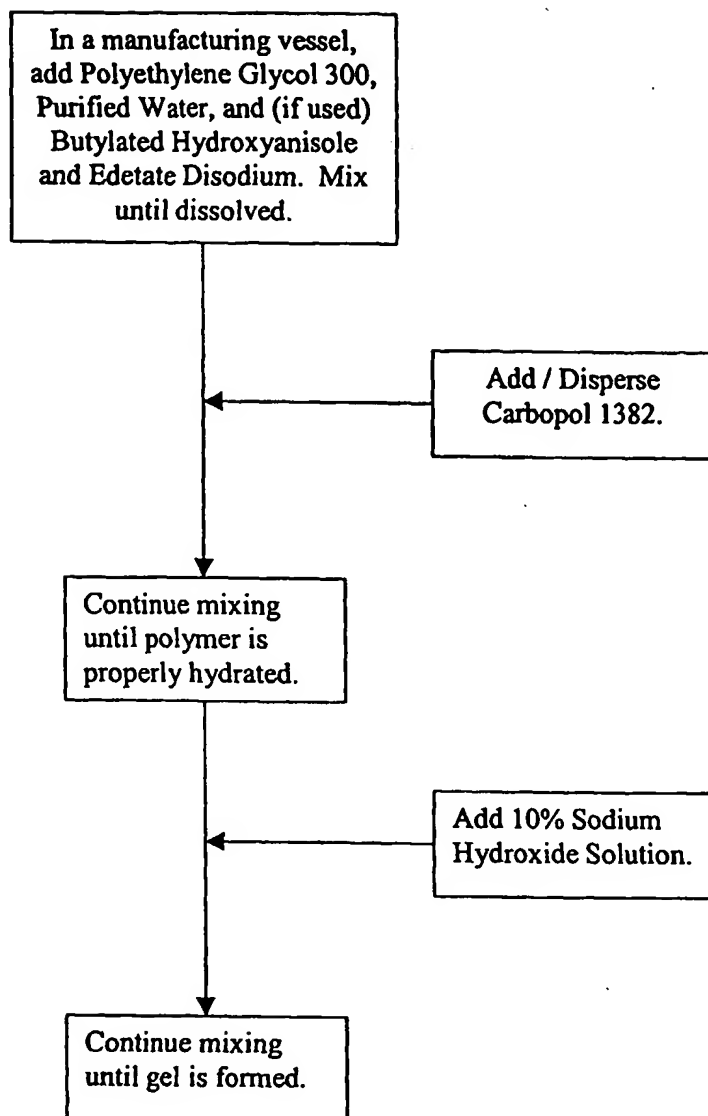 In a manufacturing vessel,
add Polyethylene Glycol 300,
Purified Water, and (if used)
Butylated Hydroxyanisole
and Edetate Disodium. Mix
until dissolved.
Add / Disperse
Carbopol 1382.
Continue mixing
until polymer is
properly hydrated.
Add 10% Sodium
Hydroxide Solution.
Continue mixing
until gel is formed.